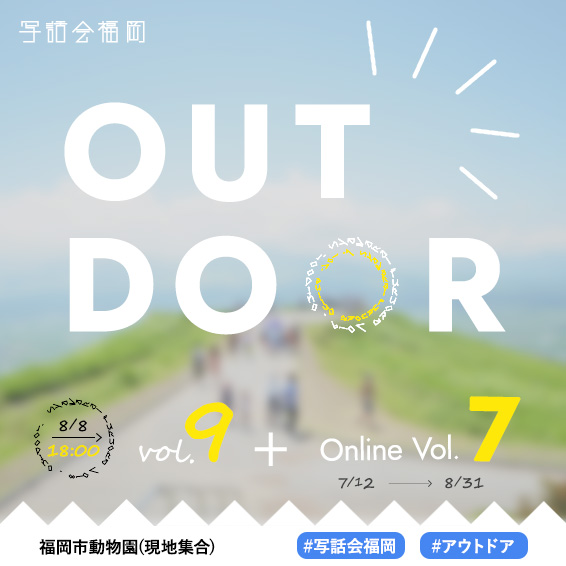 写話会福岡
OUT
DOOR
8/8
18:00
vol.9
+
Online Vol.7
7/12 → 8/31
福岡市動物園(現地集合)
#写話会福岡
#アウトドア